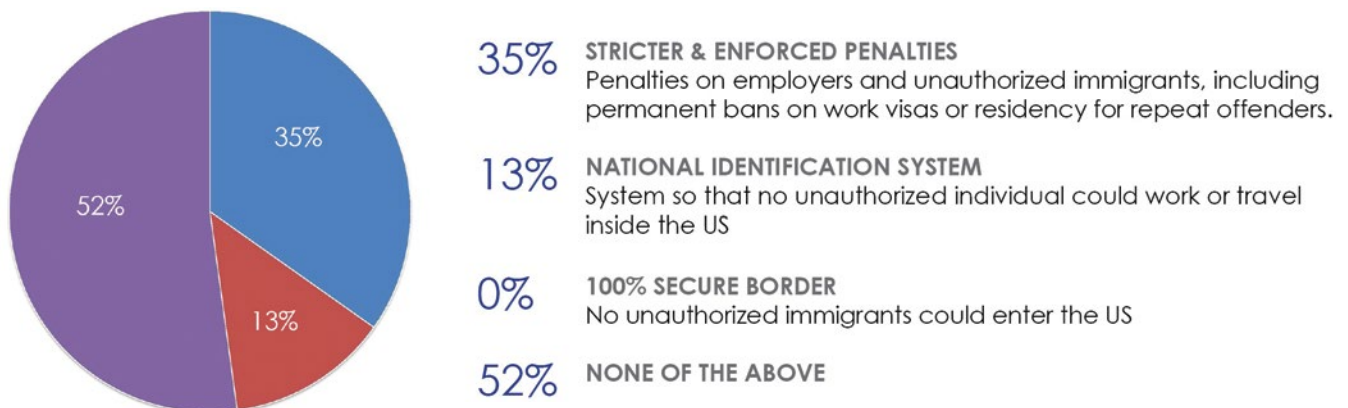 35%
13%
52%
35% STRICTER & ENFORCED PENALTIES
Penalties on employers and unauthorized immigrants, including
permanent bans on work visas or residency for repeat offenders.
13% NATIONAL IDENTIFICATION SYSTEM
System so that no unauthorized individual could work or travel
inside the US
0% 100% SECURE BORDER
No unauthorized immigrants could enter the US
52% NONE OF THE ABOVE